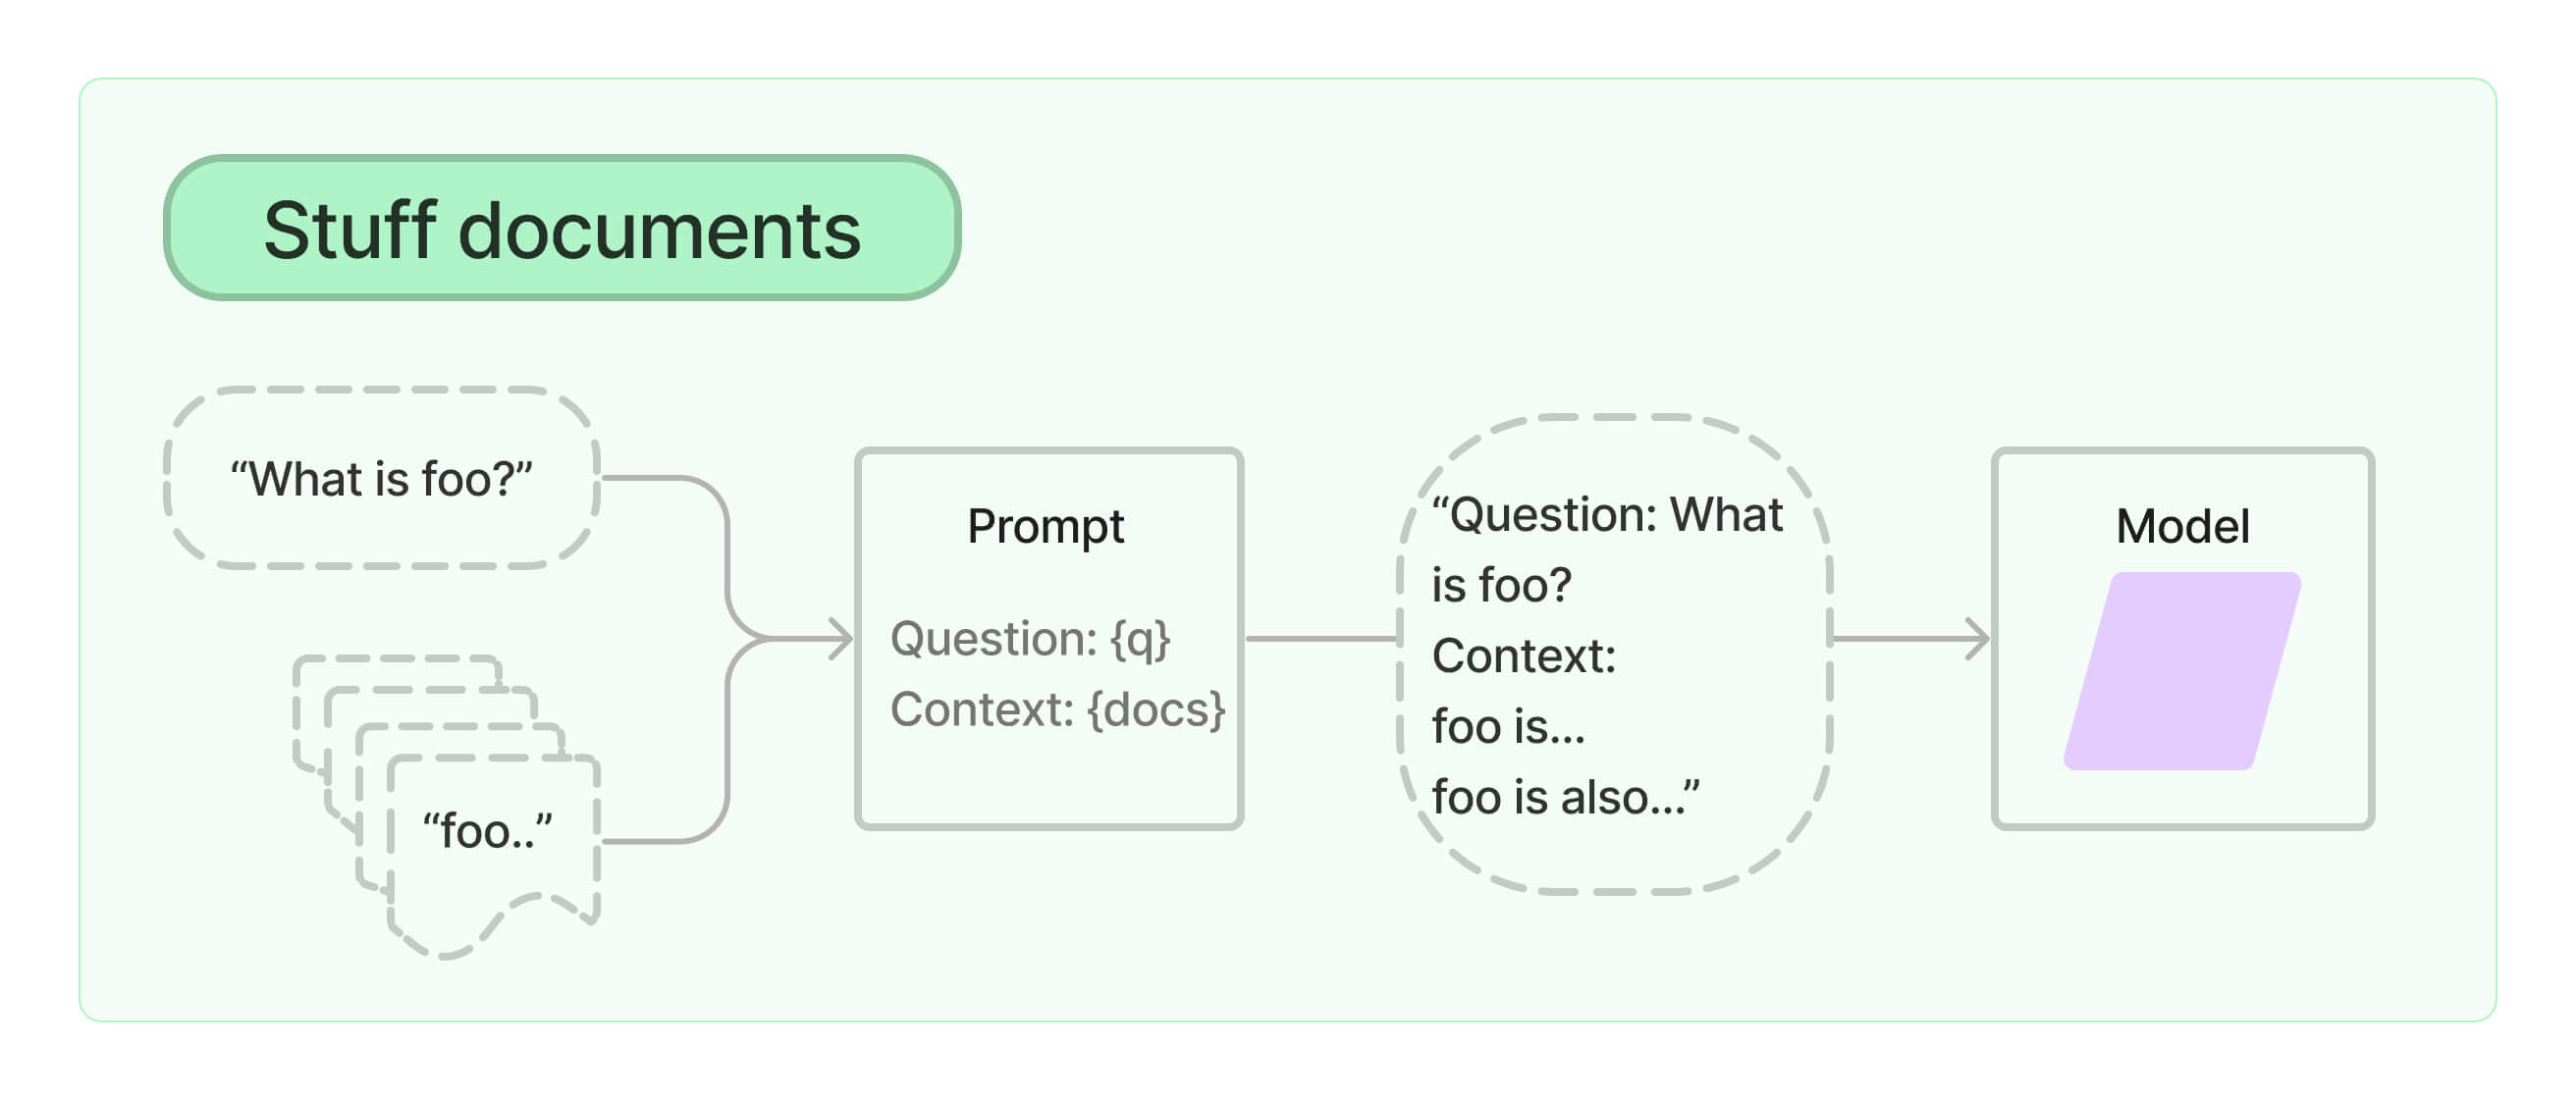 Stuff documents
“What is foo?”
“foo..”
Prompt
Question: {q}
Context: {docs}
“Question: What
is foo?
Context:
foo is...
foo is also...”
Model